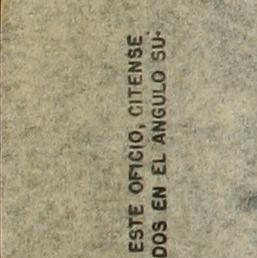 ESTE OFICIO, CITENSE
DOS EN EL ANGULO SU-